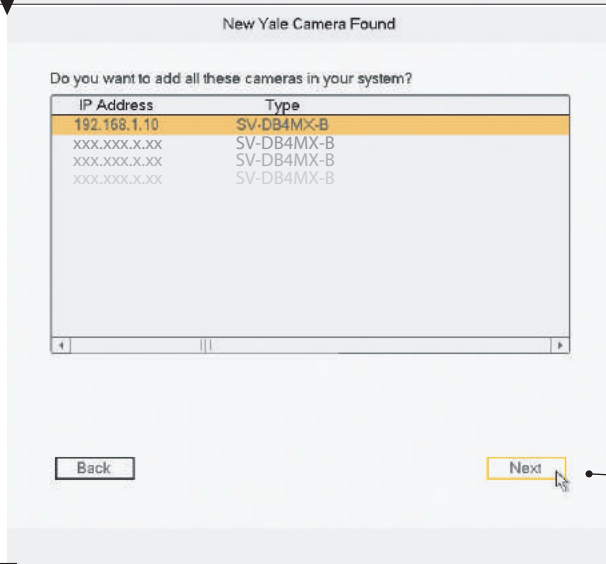 New Yale Camera Found
Do you want to add all these cameras in your system?
IP Address Type
192.168.1.10 SV-DB4MX-B
xxx.xxx.x.xx SV-DB4MX-B
xxx.xxx.x.xx SV-DB4MX-B
xxx.xxx.x.xx SV-DB4MX-B
Back Next